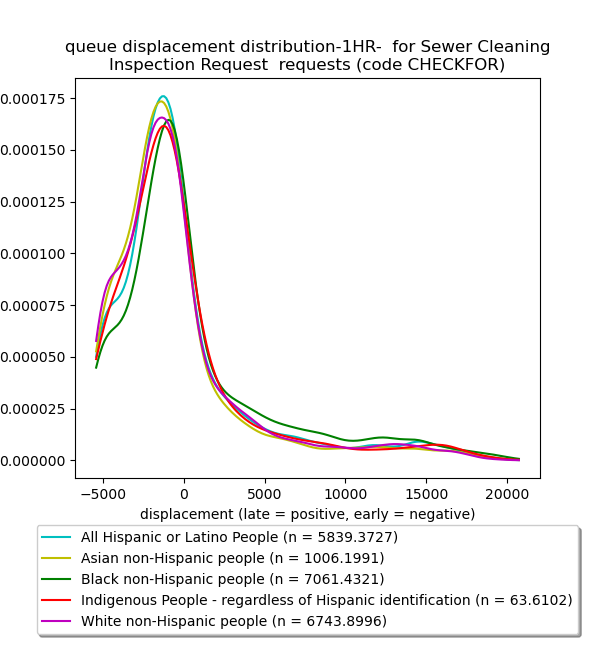 queue displacement distribution-1HR-  for Sewer Cleaning
Inspection Request  requests (code CHECKFOR)
0.000175
0.000150
0.000125
0.000100
0.000075
0.000050
0.000025
0.000000
−5000 0 5000 10000 15000 20000
displacement (late = positive, early = negative)
All Hispanic or Latino People (n = 5839.3727)
Asian non-Hispanic people (n = 1006.1991)
Black non-Hispanic people (n = 7061.4321)
Indigenous People - regardless of Hispanic identification (n = 63.6102)
White non-Hispanic people (n = 6743.8996)